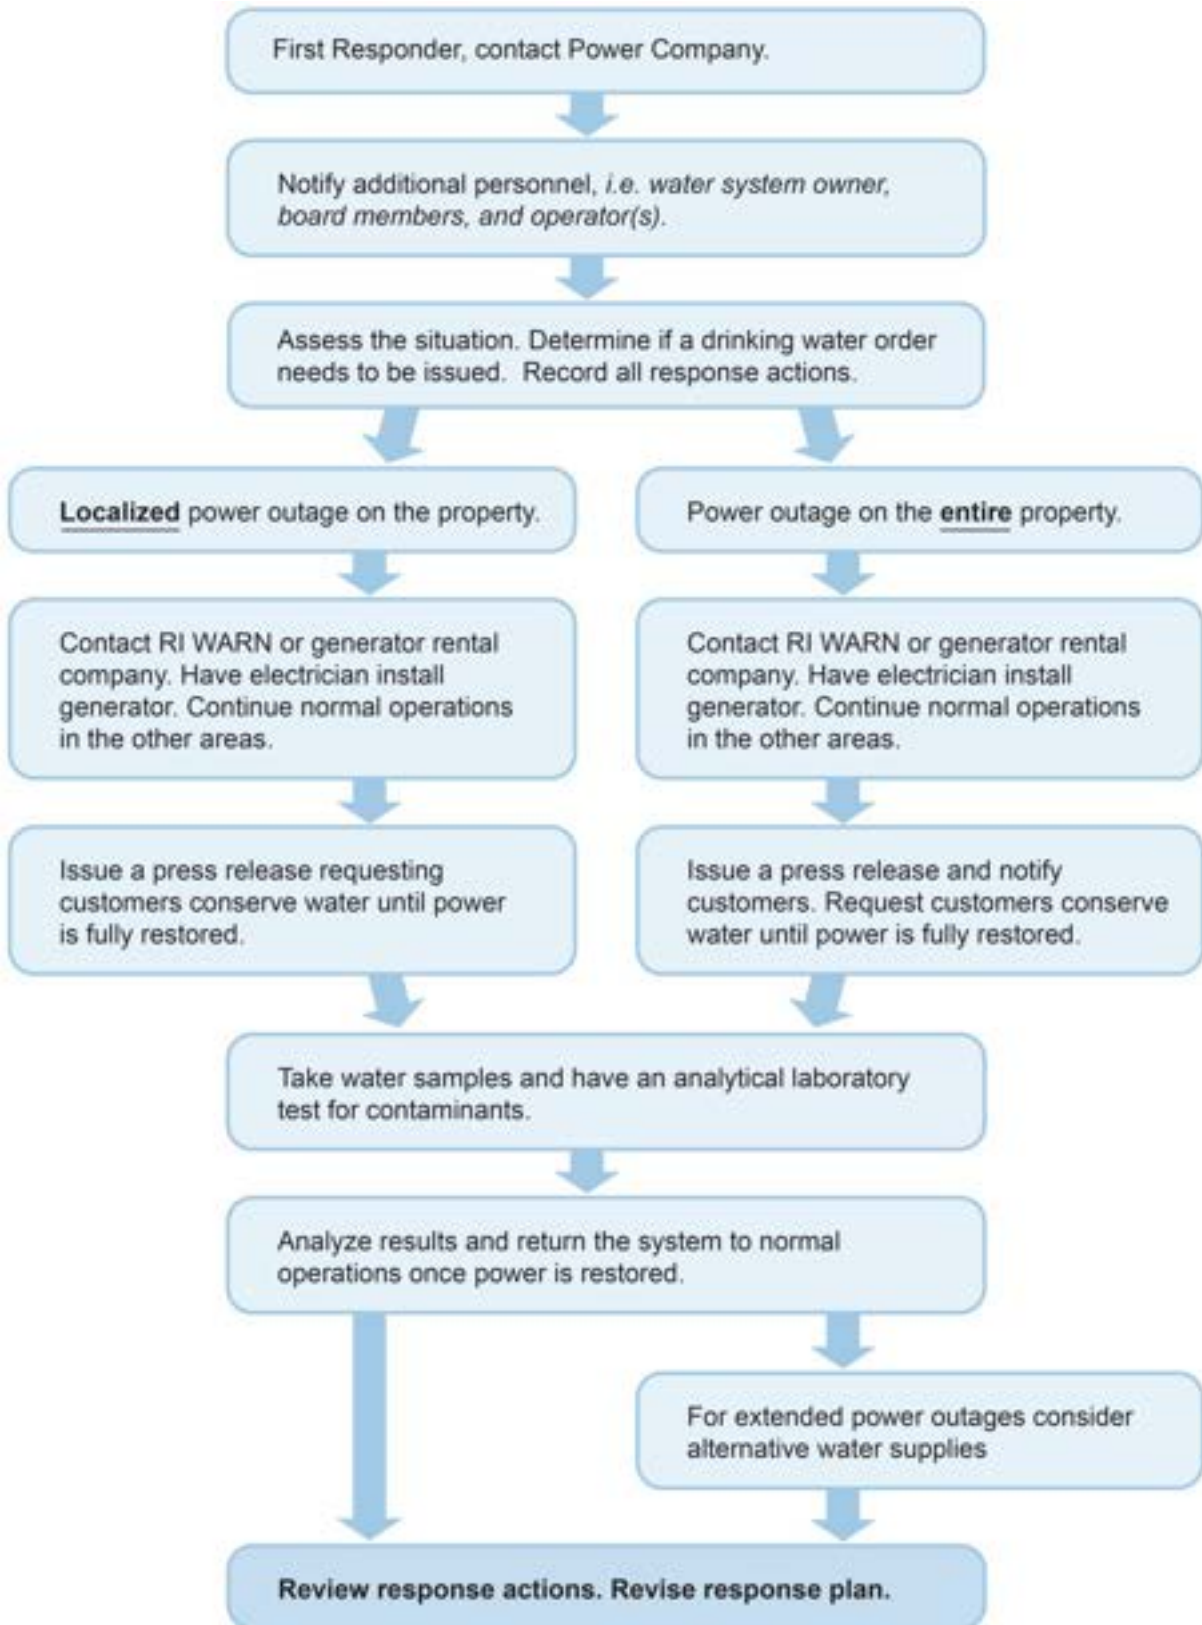 First Responder, contact Power Company.
Notify additional personnel, i.e. water system owner,
board members, and operator(s).
Assess the situation. Determine if a drinking water order
needs to be issued.  Record all response actions.
Localized power outage on the property.
Contact RI WARN or generator rental
company. Have electrician install
generator. Continue normal operations
in the other areas.
Issue a press release requesting
customers conserve water until power
is fully restored.
Power outage on the entire property.
Contact RI WARN or generator rental
company. Have electrician install
generator. Continue normal operations
in the other areas.
Issue a press release and notify
customers. Request customers conserve
water until power is fully restored.
Take water samples and have an analytical laboratory
test for contaminants.
Analyze results and return the system to normal
operations once power is restored.
For extended power outages consider
alternative water supplies
Review response actions. Revise response plan.